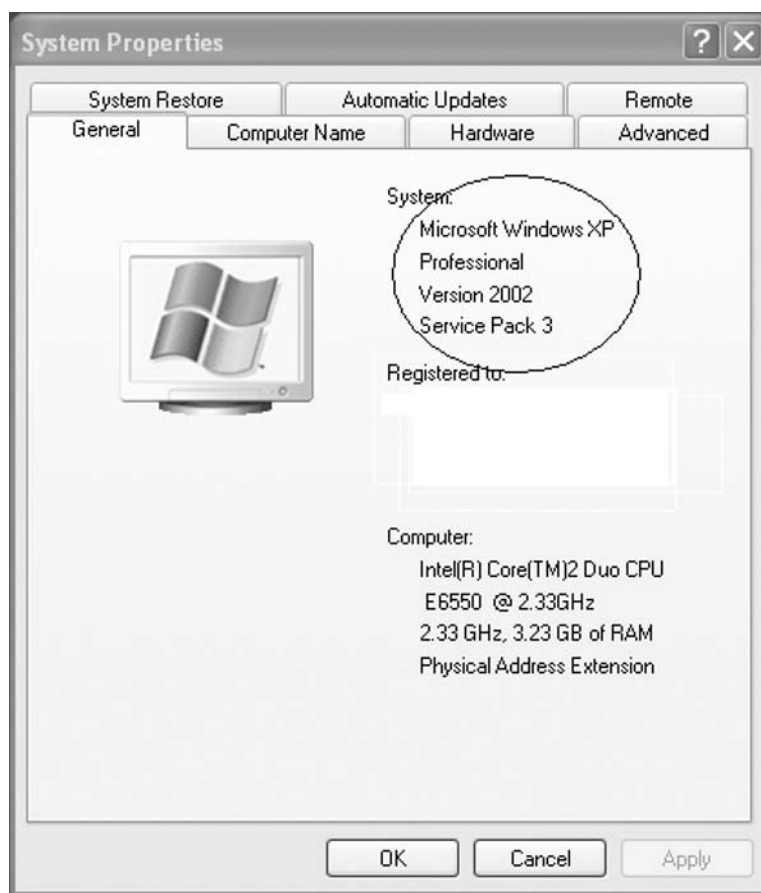 System Properties
System Restore
Automatic Updates
Remote
General
Computer Name
Hardware
Advanced
System:
Microsoft Windows XP
Professional
Version 2002
Service Pack 3
Registered to:
Computer:
Intel(R) Core(TM)2 Duo CPU
E6550 @ 2.33GHz
2.33 GHz, 3.23 GB of RAM
Physical Address Extension
OK
Cancel
Apply